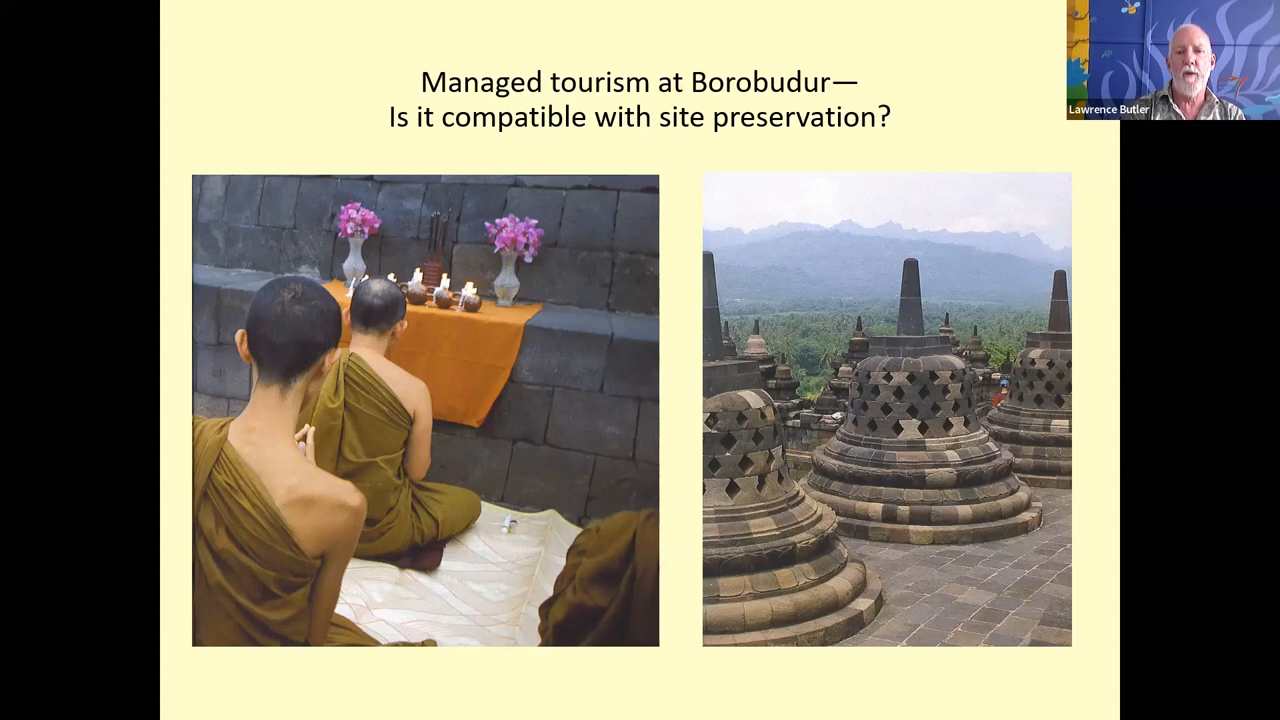 Managed tourism at Borobudur—
Is it compatible with site preservation?
Lawrence Butler